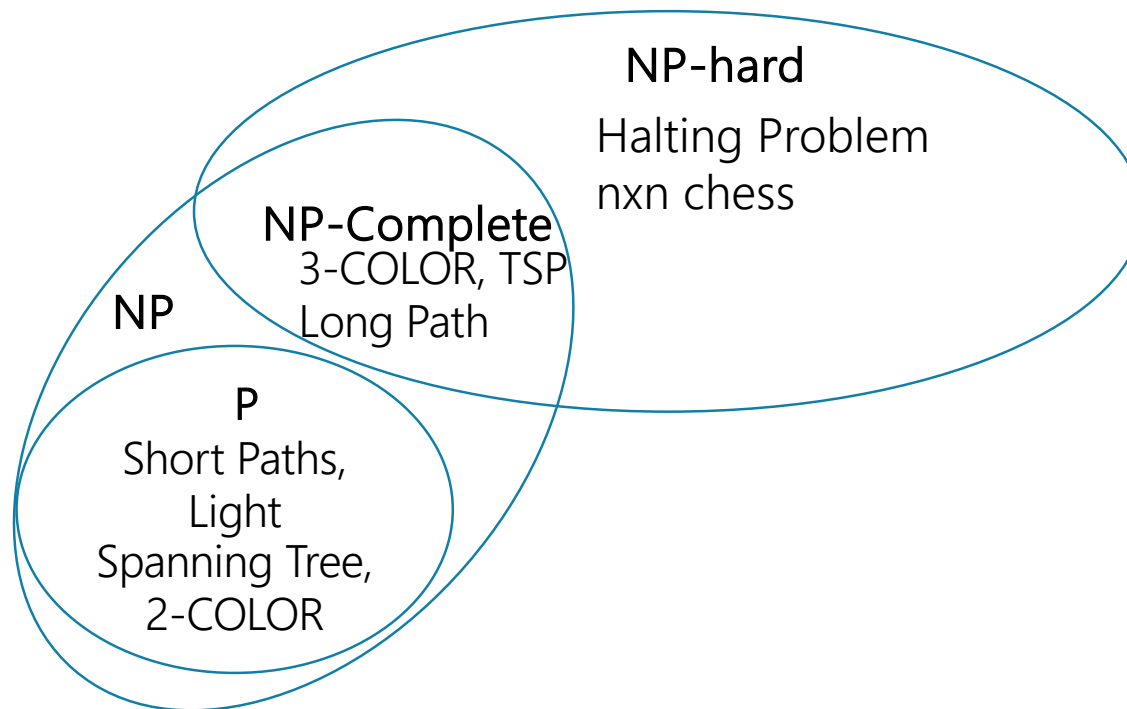 NP-hard
Halting Problem
nxn chess
NP-Complete
3-COLOR, TSP
Long Path
NP
P
Short Paths,
Light
Spanning Tree,
2-COLOR